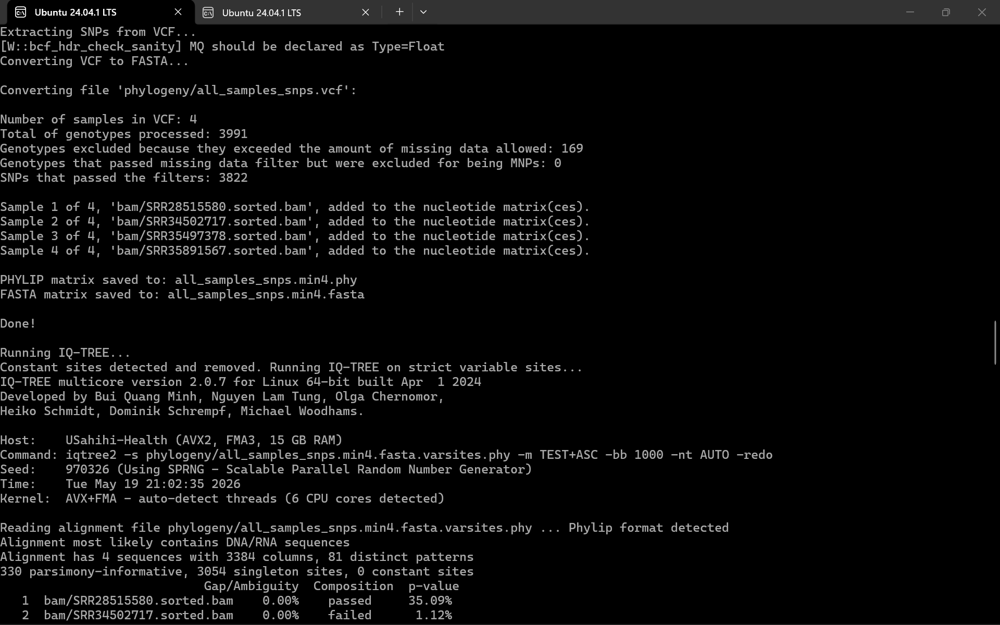 Ubuntu 24.04.1 LTS
Ubuntu 24.04.1 LTS
Extracting SNPs from VCF...
[W::bcf_hdr_check_sanity] MQ should be declared as Type=Float
Converting VCF to FASTA...
Converting file 'phylogeny/all_samples_snps.vcf':
Number of samples in VCF: 4
Total of genotypes processed: 3991
Genotypes excluded because they exceeded the amount of missing data allowed: 169
Genotypes that passed missing data filter but were excluded for being MNPs: 0
SNPs that passed the filters: 3822
Sample 1 of 4, 'bam/SRR28515580.sorted.bam', added to the nucleotide matrix(ces).
Sample 2 of 4, 'bam/SRR34502717.sorted.bam', added to the nucleotide matrix(ces).
Sample 3 of 4, 'bam/SRR35497378.sorted.bam', added to the nucleotide matrix(ces).
Sample 4 of 4, 'bam/SRR35891567.sorted.bam', added to the nucleotide matrix(ces).
PHYLIP matrix saved to: all_samples_snps.min4.phy
FASTA matrix saved to: all_samples_snps.min4.fasta
Done!
Running IQ-TREE...
Constant sites detected and removed. Running IQ-TREE on strict variable sites...
IQ-TREE multicore version 2.0.7 for Linux 64-bit built Apr  1 2024
Developed by Bui Quang Minh, Nguyen Lam Tung, Olga Chernomor,
Heiko Schmidt, Dominik Schrempf, Michael Woodhams.
Host:    USahihi-Health (AVX2, FMA3, 15 GB RAM)
Command: iqtree2 -s phylogeny/all_samples_snps.min4.fasta.varsites.phy -m TEST+ASC -bb 1000 -nt AUTO -redo
Seed:    970326 (Using SPRNG - Scalable Parallel Random Number Generator)
Time:    Tue May 19 21:02:35 2026
Kernel:  AVX+FMA - auto-detect threads (6 CPU cores detected)
Reading alignment file phylogeny/all_samples_snps.min4.fasta.varsites.phy ... Phylip format detected
Alignment most likely contains DNA/RNA sequences
Alignment has 4 sequences with 3384 columns, 81 distinct patterns
330 parsimony-informative, 3054 singleton sites, 0 constant sites
Gap/Ambiguity  Composition  p-value
1  bam/SRR28515580.sorted.bam    0.00%    passed     35.09%
2  bam/SRR34502717.sorted.bam    0.00%    failed      1.12%